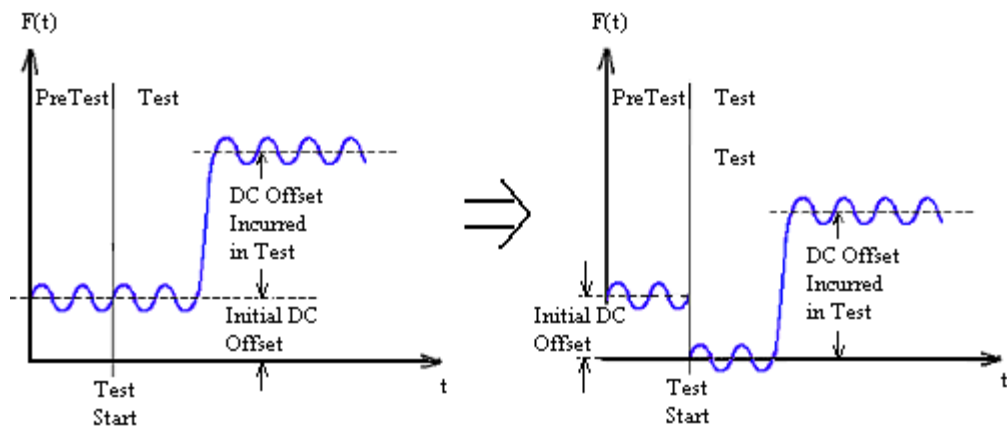 F(t)
PreTest
Test
DC Offset
Incurred
in Test
Initial DC
Offset
t
Test
Start
F(t)
PreTest
Test
Test
DC Offset
Incurred
in Test
Initial DC
Offset
t
Test
Start